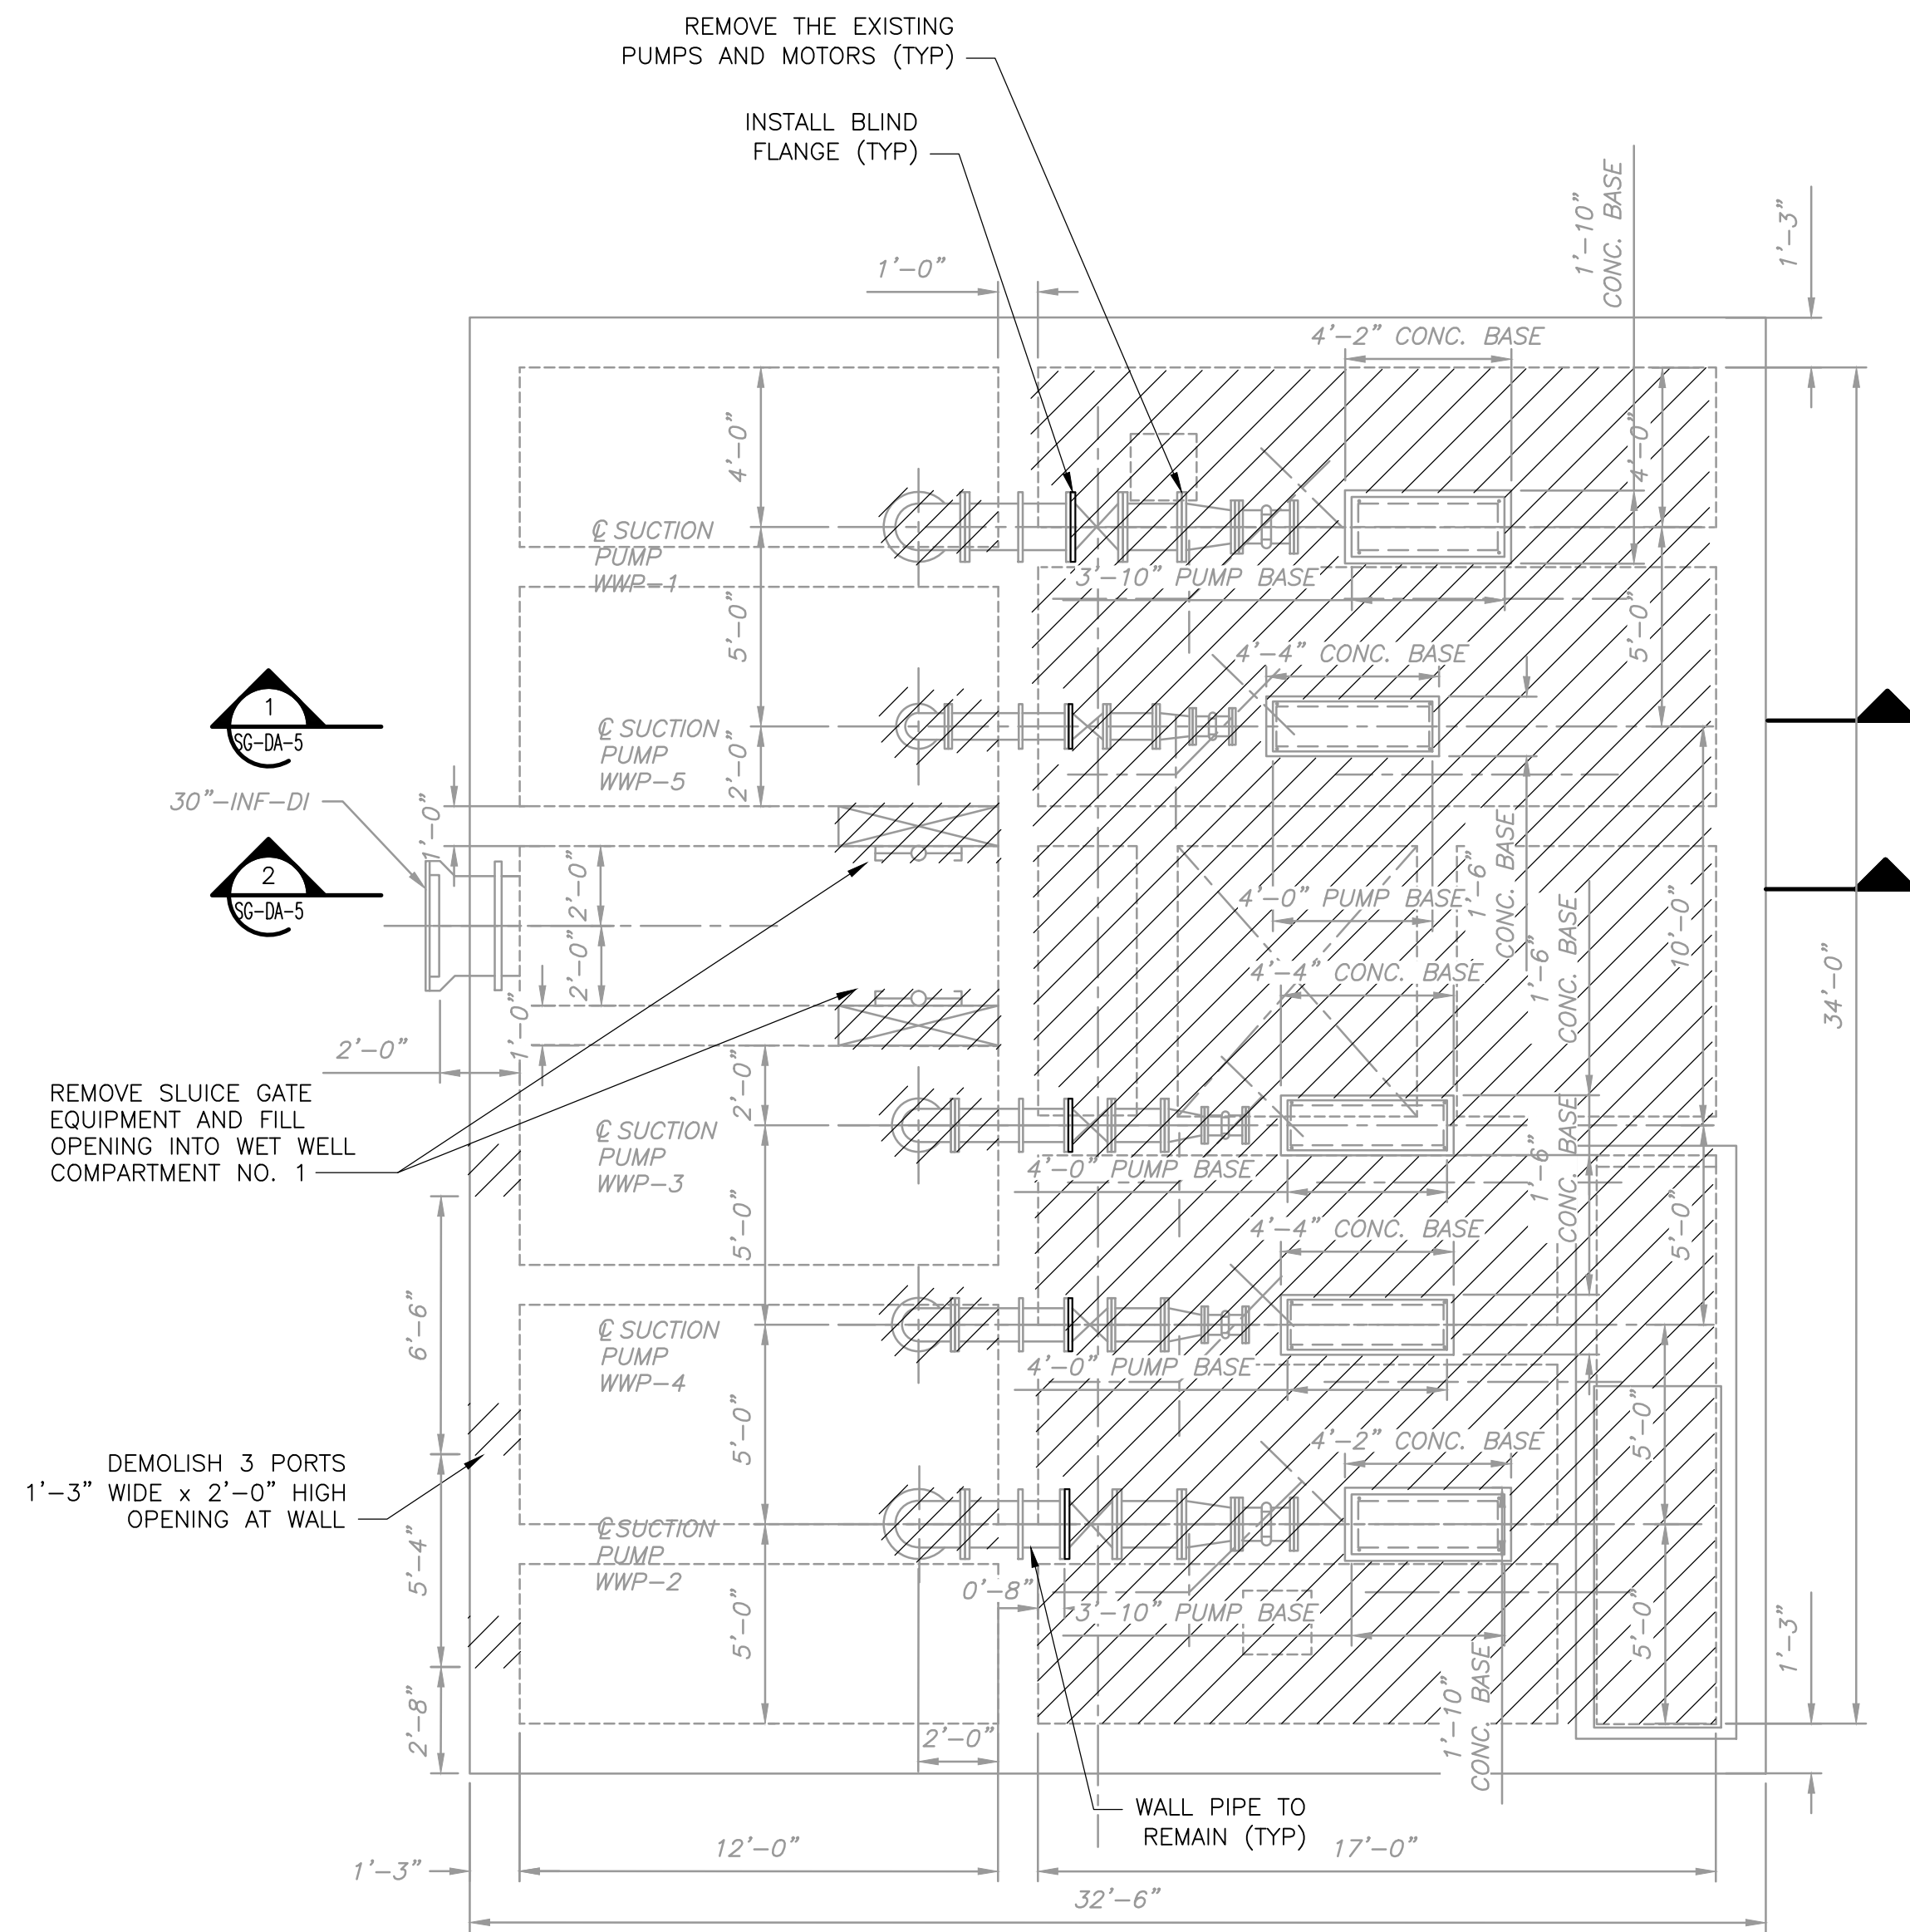 REMOVE THE EXISTING
PUMPS AND MOTORS (TYP)
INSTALL BLIND
FLANGE (TYP)
1'-10"
CONC. BASE
1'-3"
1'-0"
4'-2" CONC. BASE
4'-0"
4'-0"
℄ SUCTION
PUMP
WWP-1
3'-10" PUMP BASE
5'-0"
5'-0"
4'-4" CONC. BASE
1
SG-DA-5
℄ SUCTION
PUMP
WWP-5
2'-0"
30"-INF-DI
1'-0"
2
SG-DA-5
2'-0"
4'-0" PUMP BASE
1'-6"
CONC. BASE
10'-0"
34'-0"
2'-0"
4'-4" CONC. BASE
1'-6"
CONC. BASE
1'-0"
2'-0"
REMOVE SLUICE GATE
EQUIPMENT AND FILL
OPENING INTO WET WELL
COMPARTMENT NO. 1
2'-0"
℄ SUCTION
PUMP
WWP-3
4'-0" PUMP BASE
1'-6"
CONC. BASE
5'-0"
5'-0"
4'-4" CONC. BASE
6'-6"
℄ SUCTION
PUMP
WWP-4
4'-0" PUMP BASE
5'-0"
5'-0"
4'-2" CONC. BASE
DEMOLISH 3 PORTS
1'-3" WIDE x 2'-0" HIGH
OPENING AT WALL
℄ SUCTION
PUMP
WWP-2
5'-4"
0'-8"
3'-10" PUMP BASE
5'-0"
5'-0"
1'-3"
2'-8"
2'-0"
1'-10"
CONC. BASE
WALL PIPE TO
REMAIN (TYP)
1'-3"
12'-0"
17'-0"
32'-6"